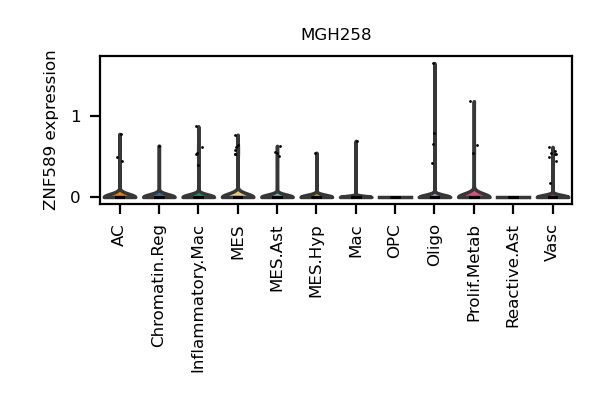 MGH258
ZNF589 expression
1
0
AC
Chromatin.Reg
Inflammatory.Mac
MES
MES.Ast
MES.Hyp
Mac
OPC
Oligo
Prolif.Metab
Reactive.Ast
Vasc